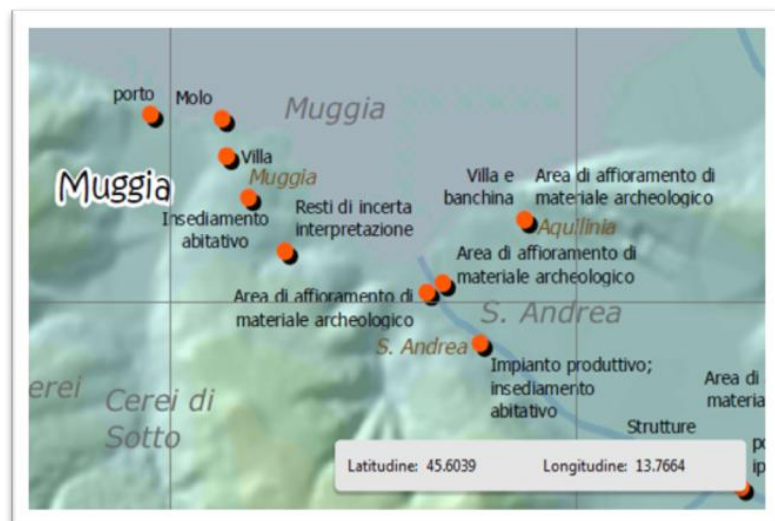 porto
Molo
Muggia
Villa
Muggia
Muggia
Insediamento
abitativo
Resti di incerta
interpretazione
Villa e
banchina
Area di affioramento di
materiale archeologico
Aquilinia
Area di affioramento di
materiale archeologico
Area di affioramento di
materiale archeologico
S. Andrea
S. Andrea
Impianto produttivo;
insediamento
abitativo
erei
Cerei di
Sotto
Area di
materia
Strutture
po
ip
Latitudine: 45.6039 Longitudine: 13.7664